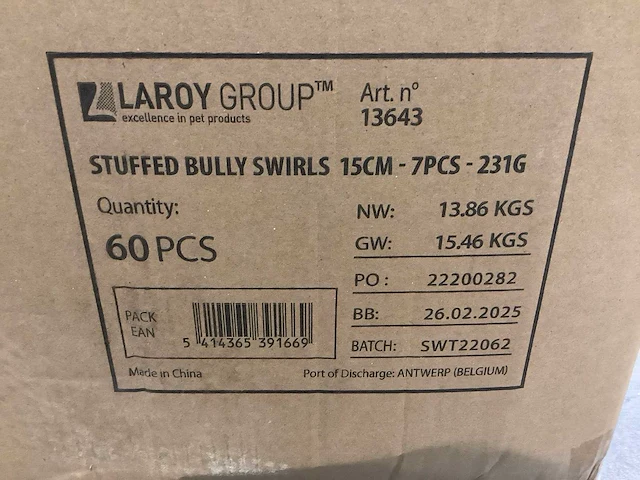 LAROY GROUP™
excellence in pet products
Art. n°
13643
STUFFED BULLY SWIRLS 15CM - 7PCS - 231G
Quantity:
60 PCS
NW: 13.86 KGS
GW: 15.46 KGS
PO : 22200282
BB: 26.02.2025
BATCH: SWT22062
PACK
EAN
5 414365 391669
Made in China
Port of Discharge: ANTWERP (BELGIUM)